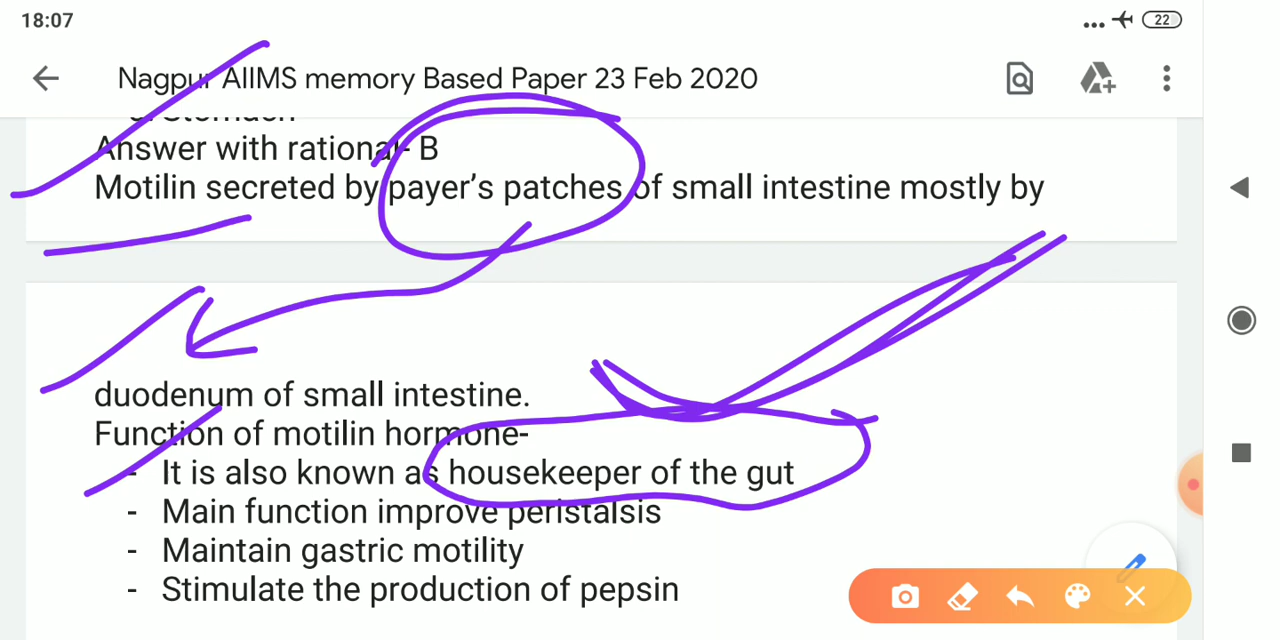 18:07
22
Nagpur AIIMS memory Based Paper 23 Feb 2020
Stomach
Answer with rational- B
Motilin secreted by payer's patches of small intestine mostly by
duodenum of small intestine.
Function of motilin hormone-
- It is also known as housekeeper of the gut
- Main function improve peristalsis
- Maintain gastric motility
- Stimulate the production of pepsin